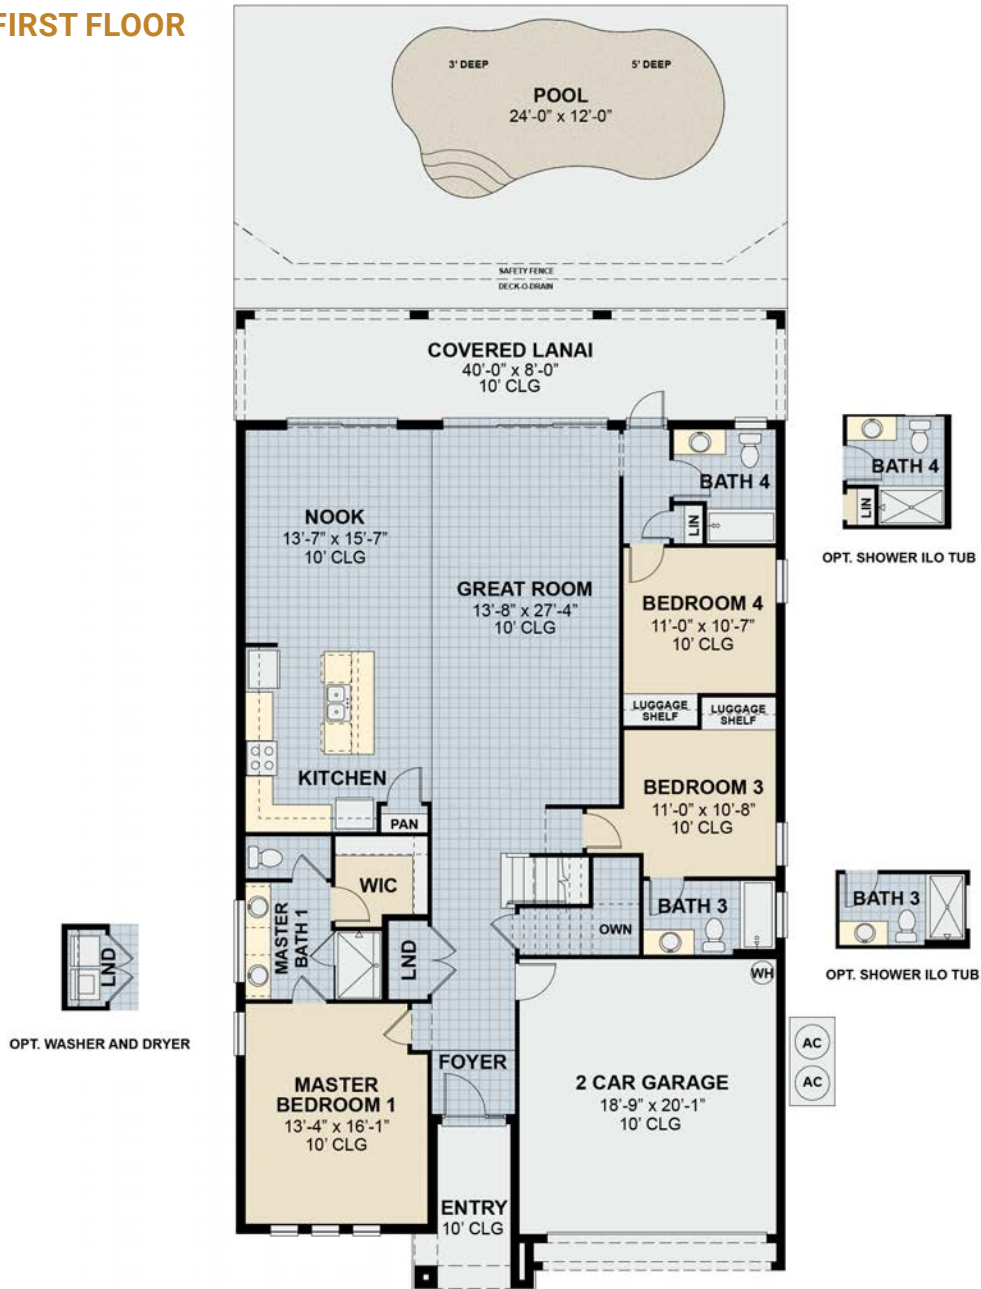 FIRST FLOOR
3' DEEP
5' DEEP
POOL
24'-0" x 12'-0"
SAFETY FENCE
DECK-O-DRAIN
COVERED LANAI
40'-0" x 8'-0"
10' CLG
BATH 4
LIN
NOOK
13'-7" x 15'-7"
10' CLG
GREAT ROOM
13'-8" x 27'-4"
10' CLG
BEDROOM 4
11'-0" x 10'-7"
10' CLG
LUGGAGE
SHELF
LUGGAGE
SHELF
BATH 4
LIN
OPT. SHOWER ILO TUB
KITCHEN
PAN
BEDROOM 3
11'-0" x 10'-8"
10' CLG
WIC
MASTER
BATH 1
LND
OWN
BATH 3
WH
BATH 3
OPT. SHOWER ILO TUB
LND
OPT. WASHER AND DRYER
AC
AC
FOYER
MASTER
BEDROOM 1
13'-4" x 16'-1"
10' CLG
2 CAR GARAGE
18'-9" x 20'-1"
10' CLG
ENTRY
10' CLG